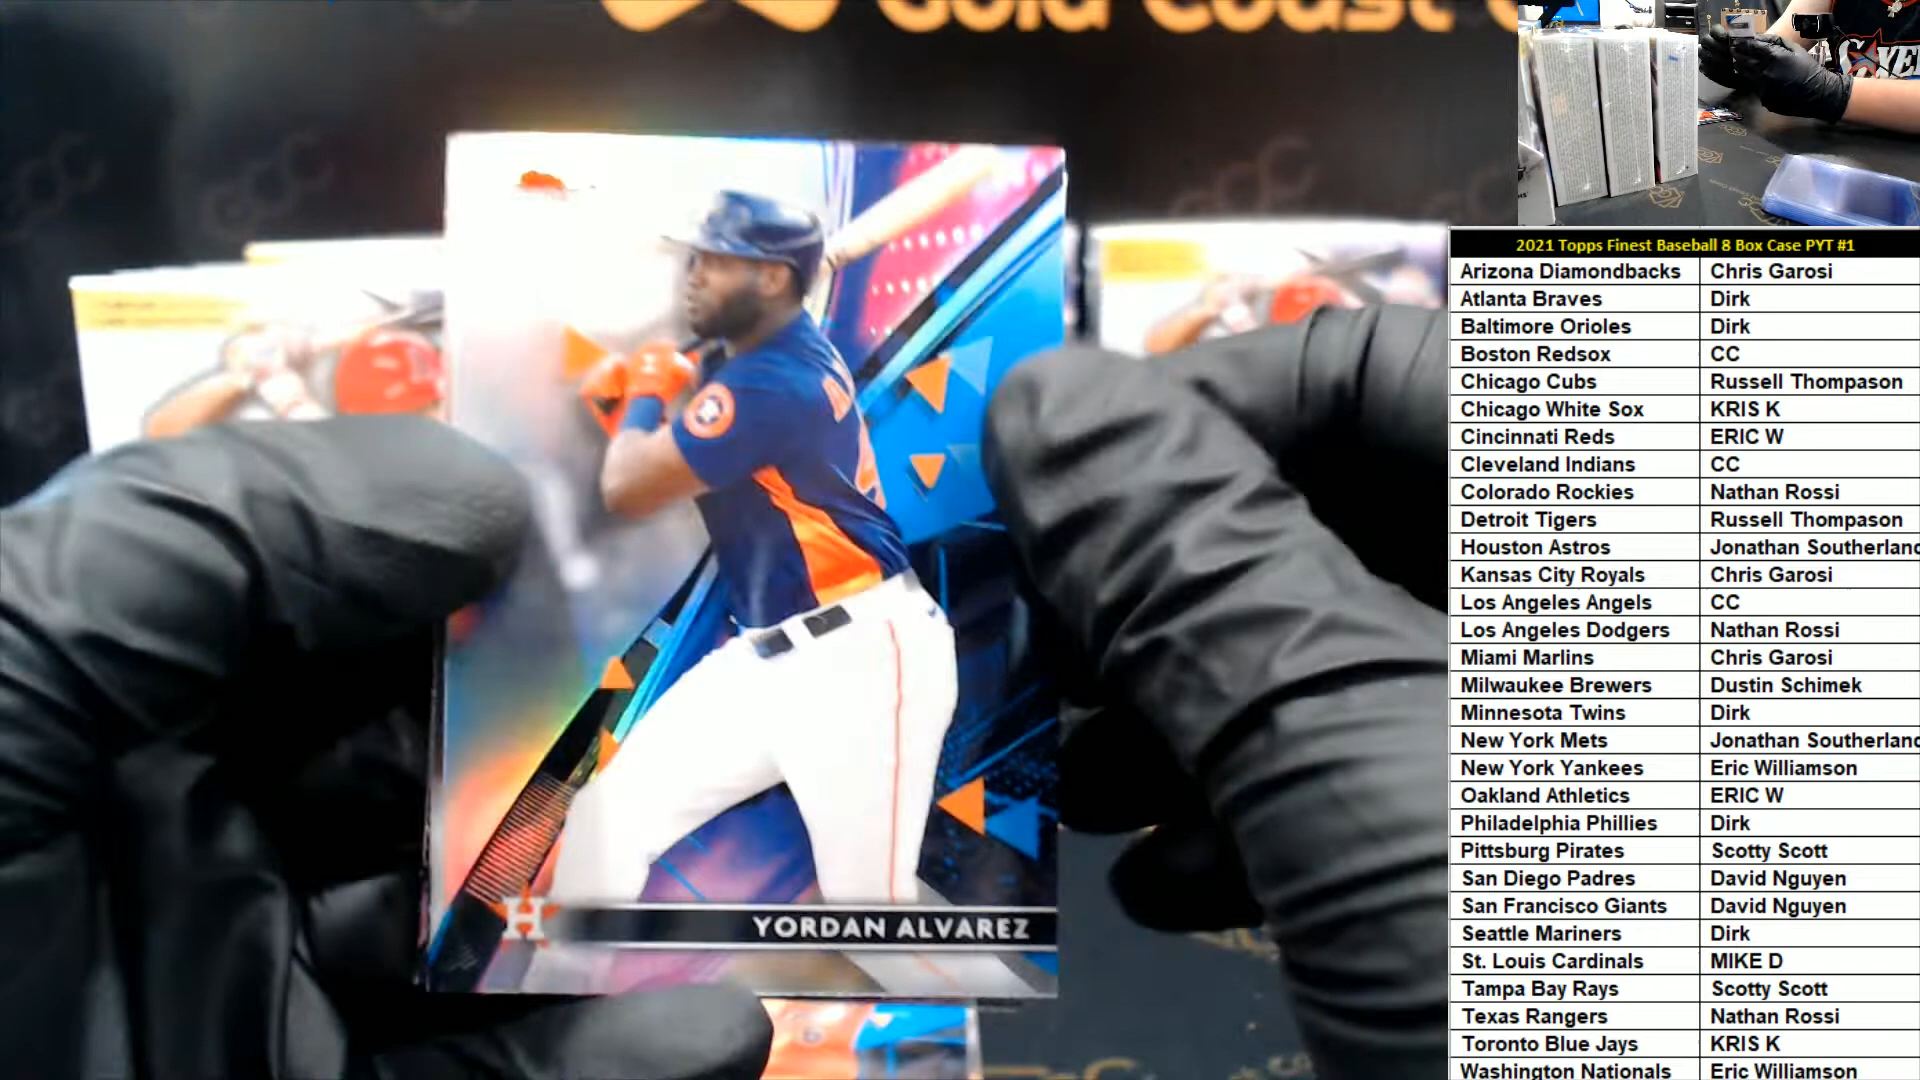 Gold Coast
YORDAN ALVAREZ
H
2021 Topps Finest Baseball 8 Box Case PYT #1
Arizona Diamondbacks Chris Garosi
Atlanta Braves Dirk
Baltimore Orioles Dirk
Boston Redsox CC
Chicago Cubs Russell Thompason
Chicago White Sox KRIS K
Cincinnati Reds ERIC W
Cleveland Indians CC
Colorado Rockies Nathan Rossi
Detroit Tigers Russell Thompason
Houston Astros Jonathan Southerland
Kansas City Royals Chris Garosi
Los Angeles Angels CC
Los Angeles Dodgers Nathan Rossi
Miami Marlins Chris Garosi
Milwaukee Brewers Dustin Schimek
Minnesota Twins Dirk
New York Mets Jonathan Southerland
New York Yankees Eric Williamson
Oakland Athletics ERIC W
Philadelphia Phillies Dirk
Pittsburg Pirates Scotty Scott
San Diego Padres David Nguyen
San Francisco Giants David Nguyen
Seattle Mariners Dirk
St. Louis Cardinals MIKE D
Tampa Bay Rays Scotty Scott
Texas Rangers Nathan Rossi
Toronto Blue Jays KRIS K
Washington Nationals Eric Williamson